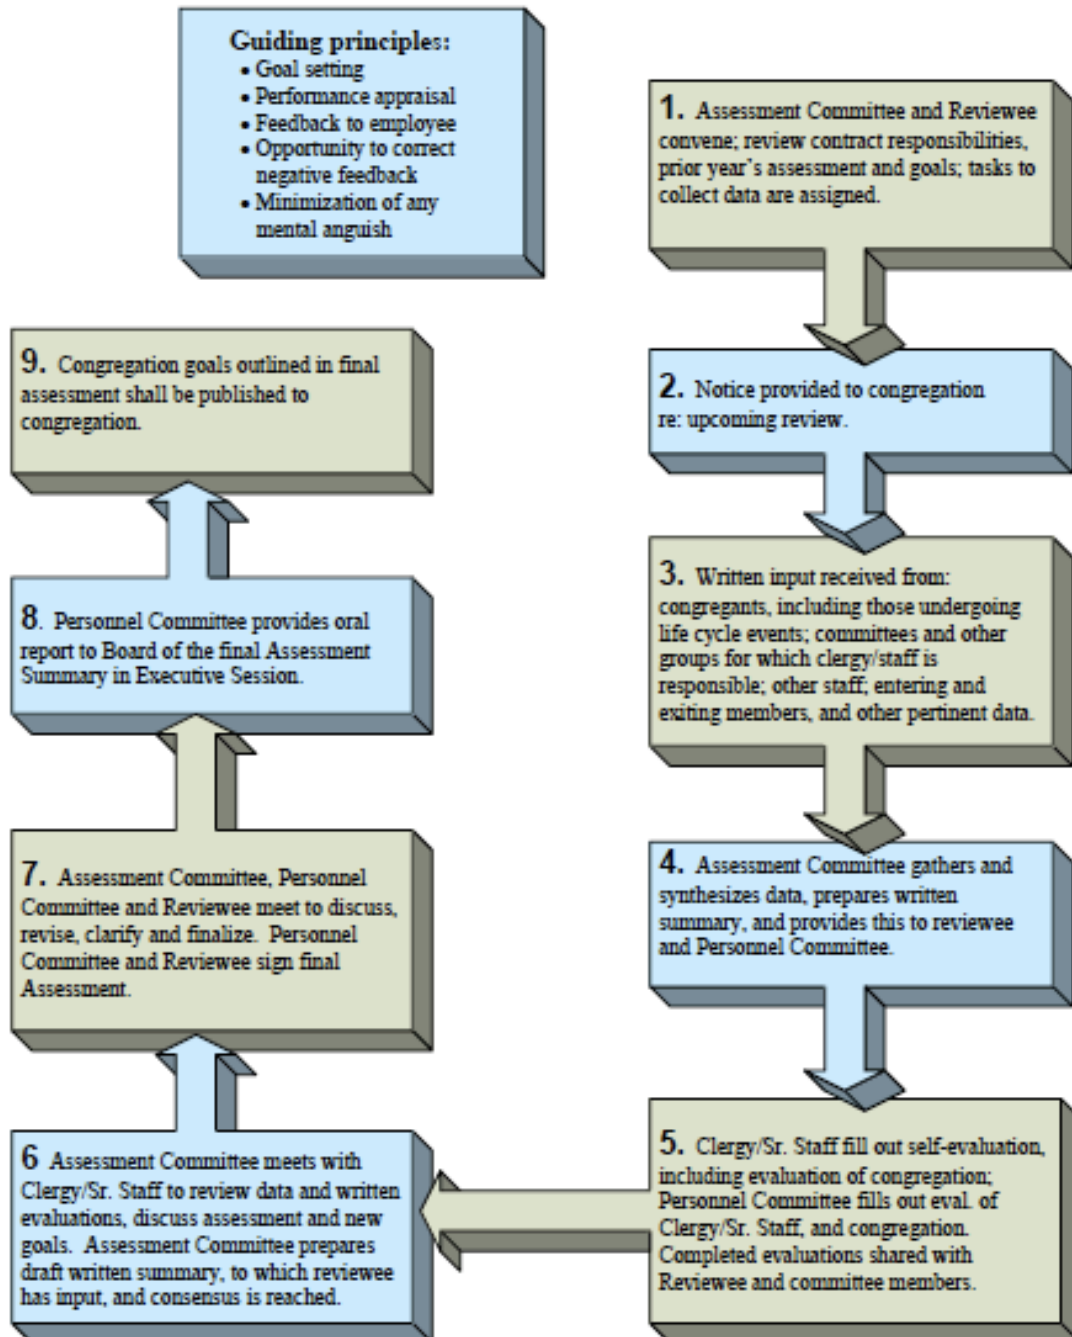 Guiding principles:
• Goal setting
• Performance appraisal
• Feedback to employee
• Opportunity to correct
negative feedback
• Minimization of any
mental anguish
1. Assessment Committee and Reviewee
convene; review contract responsibilities,
prior year's assessment and goals; tasks to
collect data are assigned.
2. Notice provided to congregation
re: upcoming review.
3. Written input received from:
congregants, including those undergoing
life cycle events; committees and other
groups for which clergy/staff is
responsible; other staff; entering and
exiting members, and other pertinent data.
4. Assessment Committee gathers and
synthesizes data, prepares written
summary, and provides this to reviewee
and Personnel Committee.
5. Clergy/Sr. Staff fill out self-evaluation,
including evaluation of congregation;
Personnel Committee fills out eval. of
Clergy/Sr. Staff, and congregation.
Completed evaluations shared with
Reviewee and committee members.
6 Assessment Committee meets with
Clergy/Sr. Staff to review data and written
evaluations, discuss assessment and new
goals. Assessment Committee prepares
draft written summary, to which reviewee
has input, and consensus is reached.
7. Assessment Committee, Personnel
Committee and Reviewee meet to discuss,
revise, clarify and finalize. Personnel
Committee and Reviewee sign final
Assessment.
8. Personnel Committee provides oral
report to Board of the final Assessment
Summary in Executive Session.
9. Congregation goals outlined in final
assessment shall be published to
congregation.